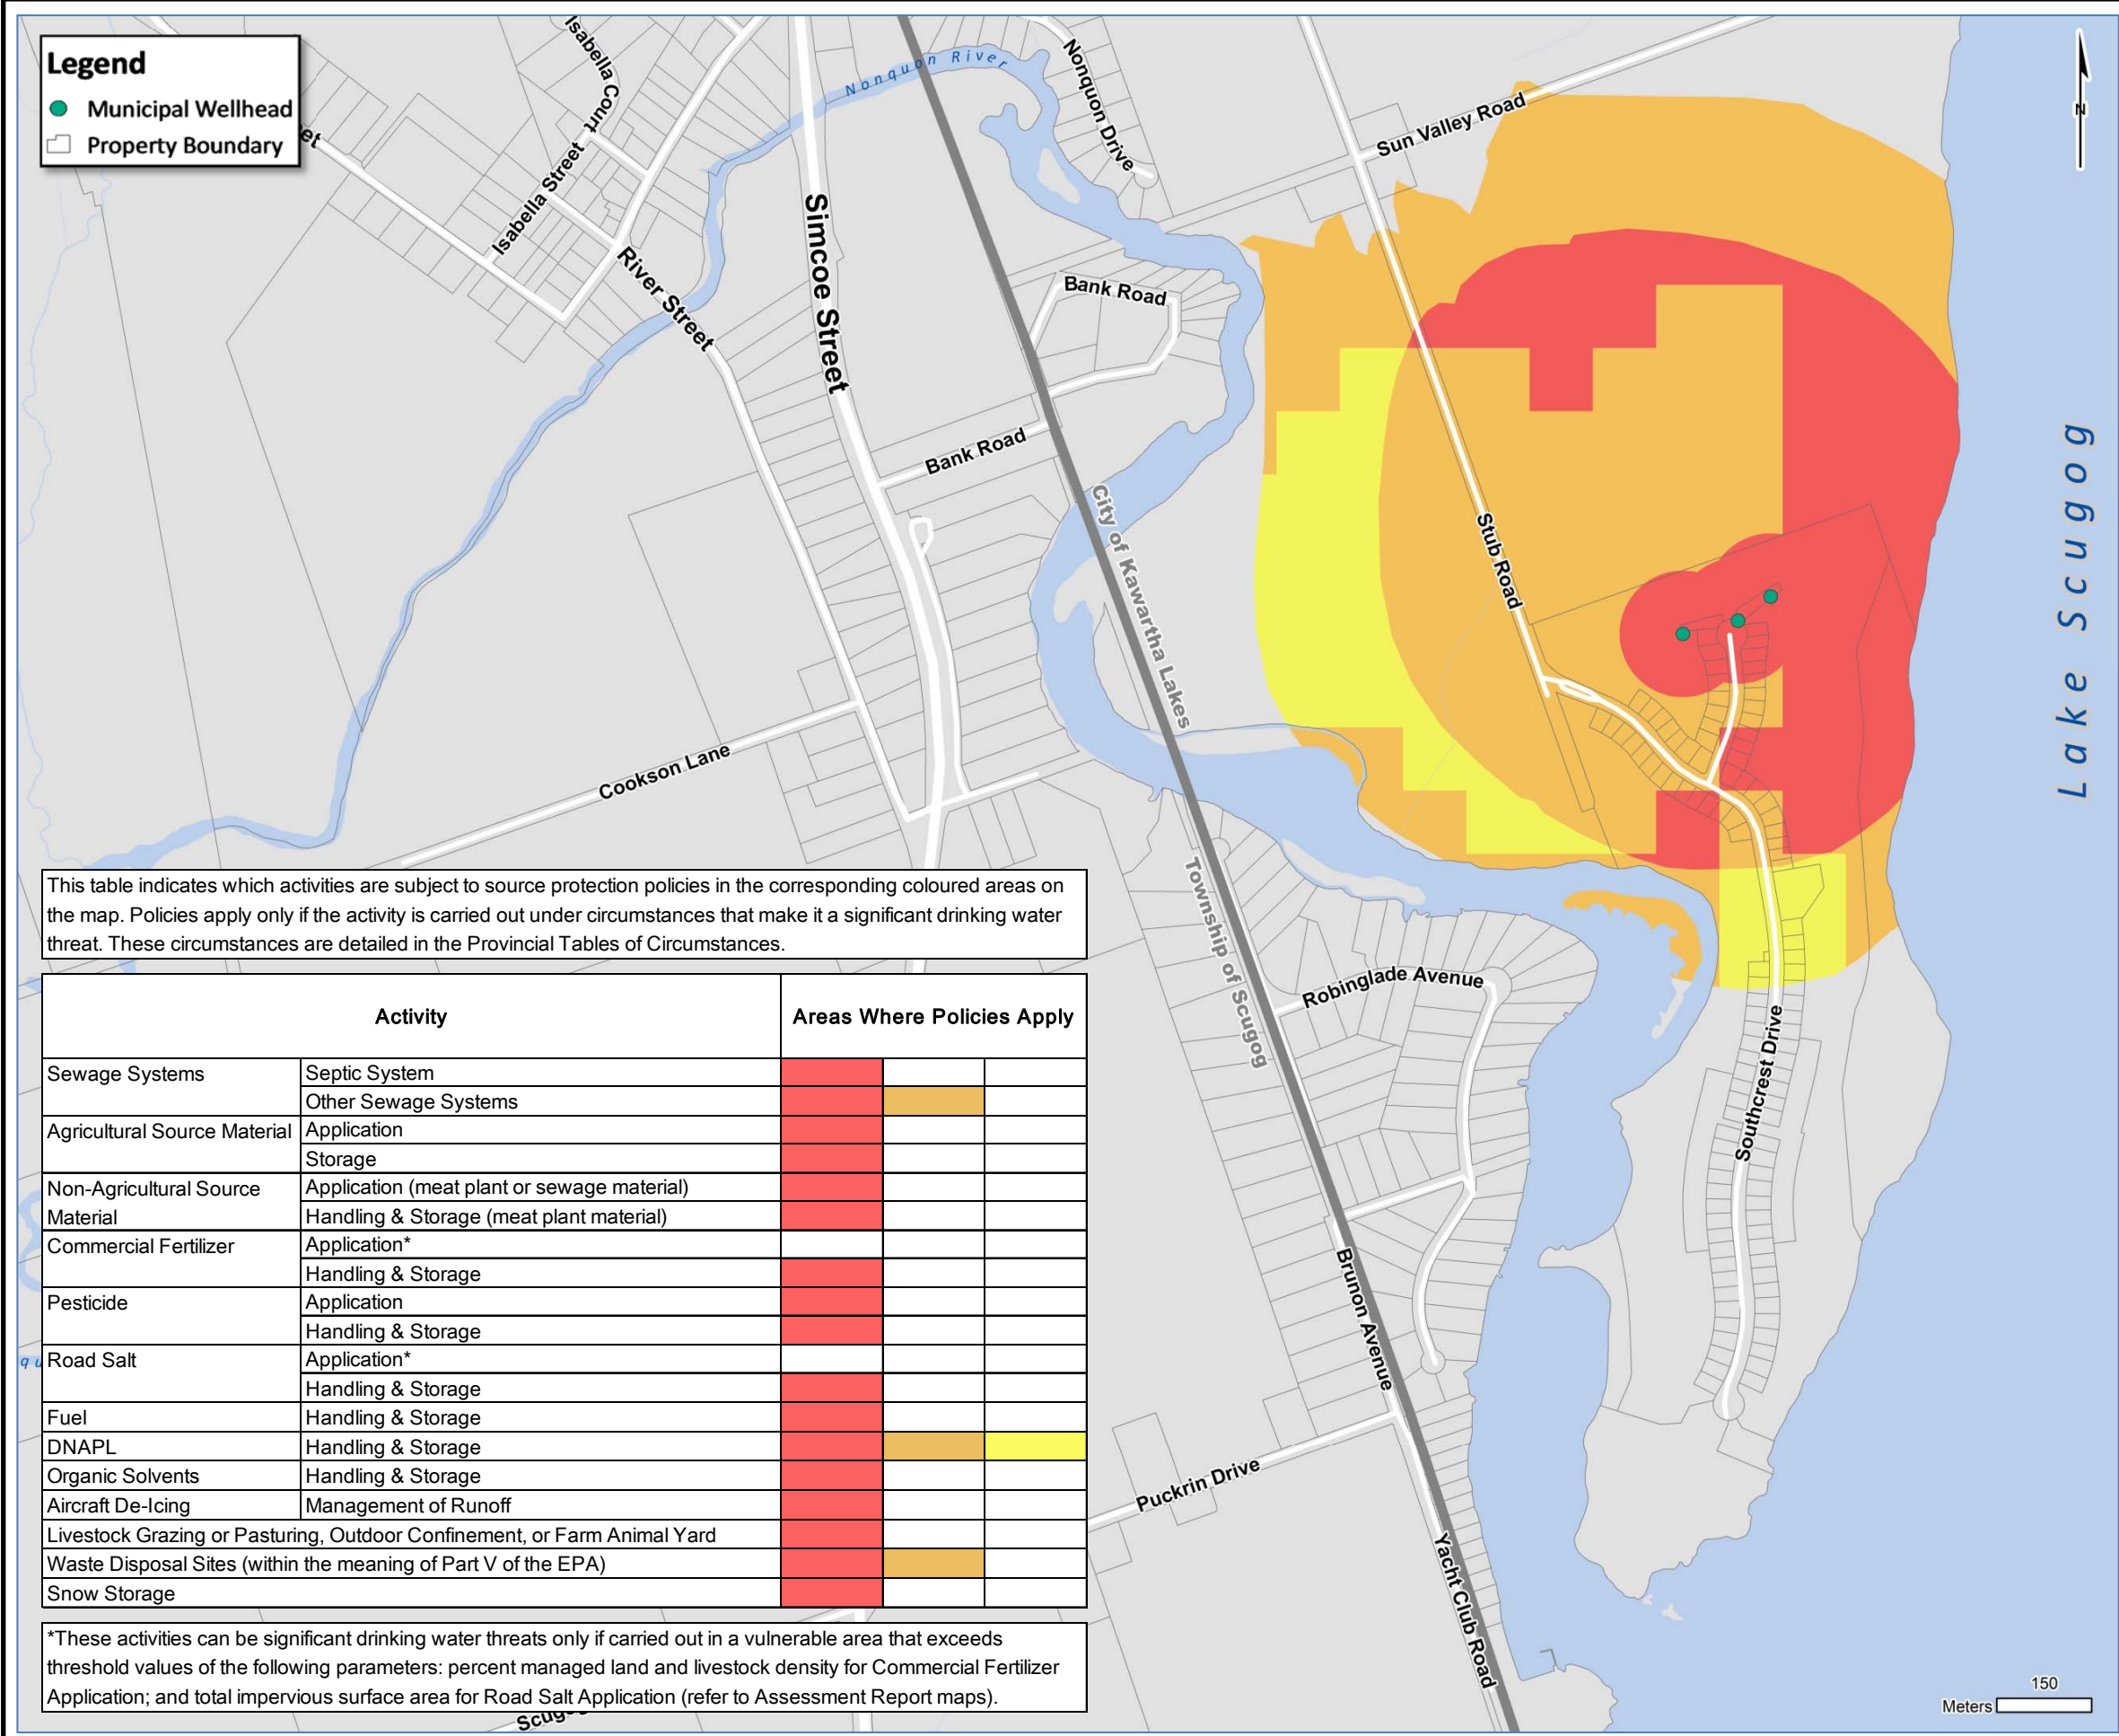 Legend
Municipal Wellhead
Property Boundary
et
Isabella Court
Isabella Street
River Street
Simcoe Street
Nonquon River
Nonquon Drive
Sun Valley Road
N
Bank Road
Bank Road
City of Kawartha Lakes
Stub Road
Lake Scugog
Cookson Lane
Township of Scugog
Robinglade Avenue
Southcrest Drive
Brunon Avenue
Puckrin Drive
Yacht Club Road
This table indicates which activities are subject to source protection policies in the corresponding coloured areas on
the map. Policies apply only if the activity is carried out under circumstances that make it a significant drinking water
threat. These circumstances are detailed in the Provincial Tables of Circumstances.
Activity Areas Where Policies Apply
Sewage Systems Septic System
Other Sewage Systems
Agricultural Source Material Application
Storage
Non-Agricultural Source Application (meat plant or sewage material)
Material Handling & Storage (meat plant material)
Commercial Fertilizer Application*
Handling & Storage
Pesticide Application
Handling & Storage
qu Road Salt Application*
Handling & Storage
Fuel Handling & Storage
DNAPL Handling & Storage
Organic Solvents Handling & Storage
Aircraft De-Icing Management of Runoff
Livestock Grazing or Pasturing, Outdoor Confinement, or Farm Animal Yard
Waste Disposal Sites (within the meaning of Part V of the EPA)
Snow Storage
*These activities can be significant drinking water threats only if carried out in a vulnerable area that exceeds
threshold values of the following parameters: percent managed land and livestock density for Commercial Fertilizer
Application; and total impervious surface area for Road Salt Application (refer to Assessment Report maps).
150
Meters